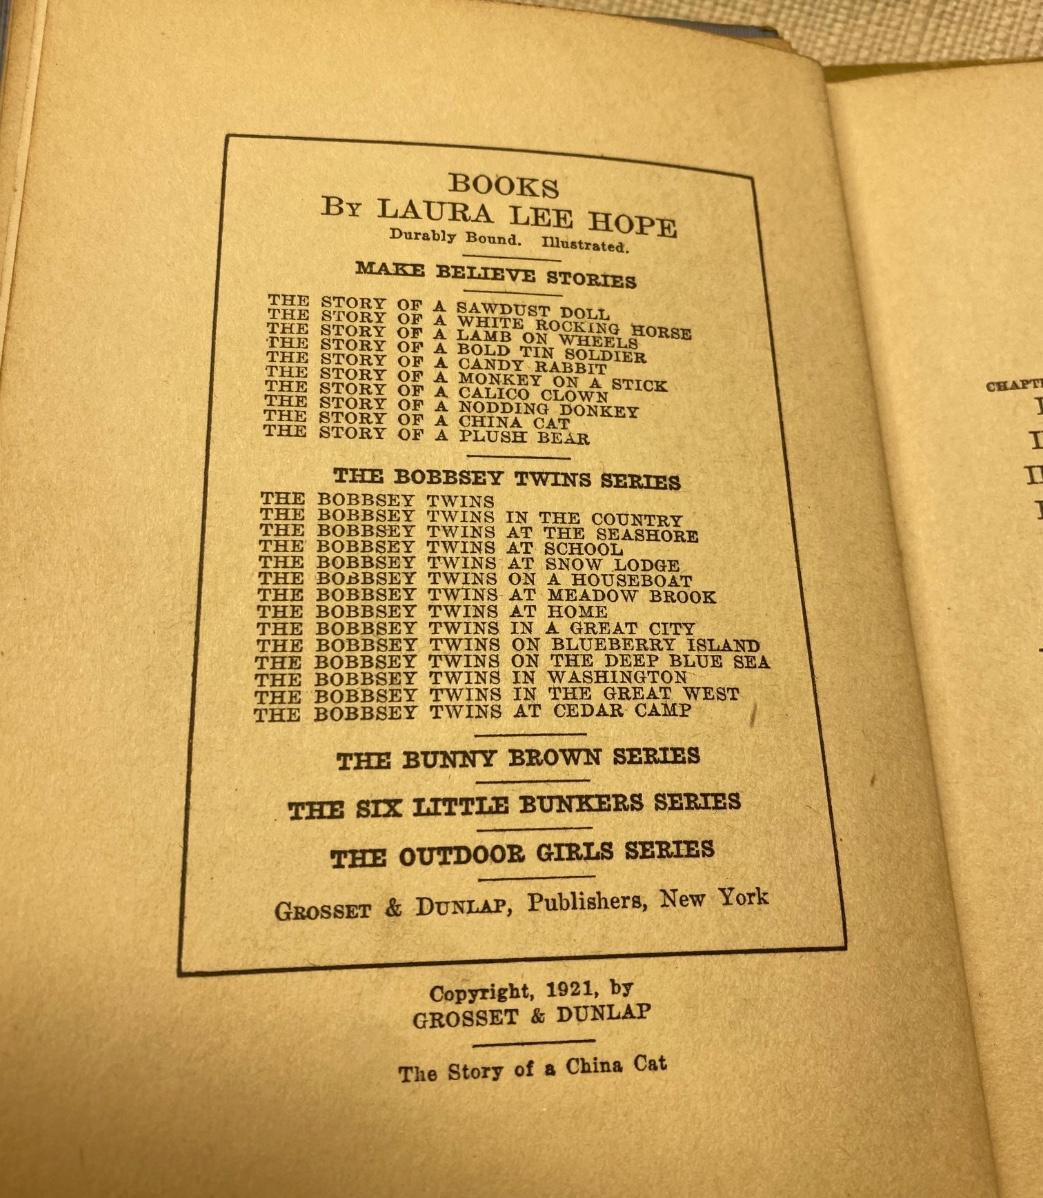 BOOKS
By LAURA LEE HOPE
Durably Bound. Illustrated.
MAKE BELIEVE STORIES
THE STORY OF A SAWDUST DOLL
THE STORY OF A WHITE ROCKING HORSE
THE STORY OF A LAMB ON WHEELS
THE STORY OF A BOLD TIN SOLDIER
THE STORY OF A CANDY RABBIT
THE STORY OF A MONKEY ON A STICK
THE STORY OF A CALICO CLOWN
THE STORY OF A NODDING DONKEY
THE STORY OF A CHINA CAT
THE STORY OF A PLUSH BEAR
THE BOBBSEY TWINS SERIES
THE BOBBSEY TWINS
THE BOBBSEY TWINS IN THE COUNTRY
THE BOBBSEY TWINS AT THE SEASHORE
THE BOBBSEY TWINS AT SCHOOL
THE BOBBSEY TWINS AT SNOW LODGE
THE BOBBSEY TWINS ON A HOUSEBOAT
THE BOBBSEY TWINS AT MEADOW BROOK
THE BOBBSEY TWINS AT HOME
THE BOBBSEY TWINS IN A GREAT CITY
THE BOBBSEY TWINS ON BLUEBERRY ISLAND
THE BOBBSEY TWINS ON THE DEEP BLUE SEA
THE BOBBSEY TWINS IN WASHINGTON
THE BOBBSEY TWINS IN THE GREAT WEST
THE BOBBSEY TWINS AT CEDAR CAMP
THE BUNNY BROWN SERIES
THE SIX LITTLE BUNKERS SERIES
THE OUTDOOR GIRLS SERIES
GROSSET & DUNLAP, Publishers, New York
Copyright, 1921, by
GROSSET & DUNLAP
The Story of a China Cat